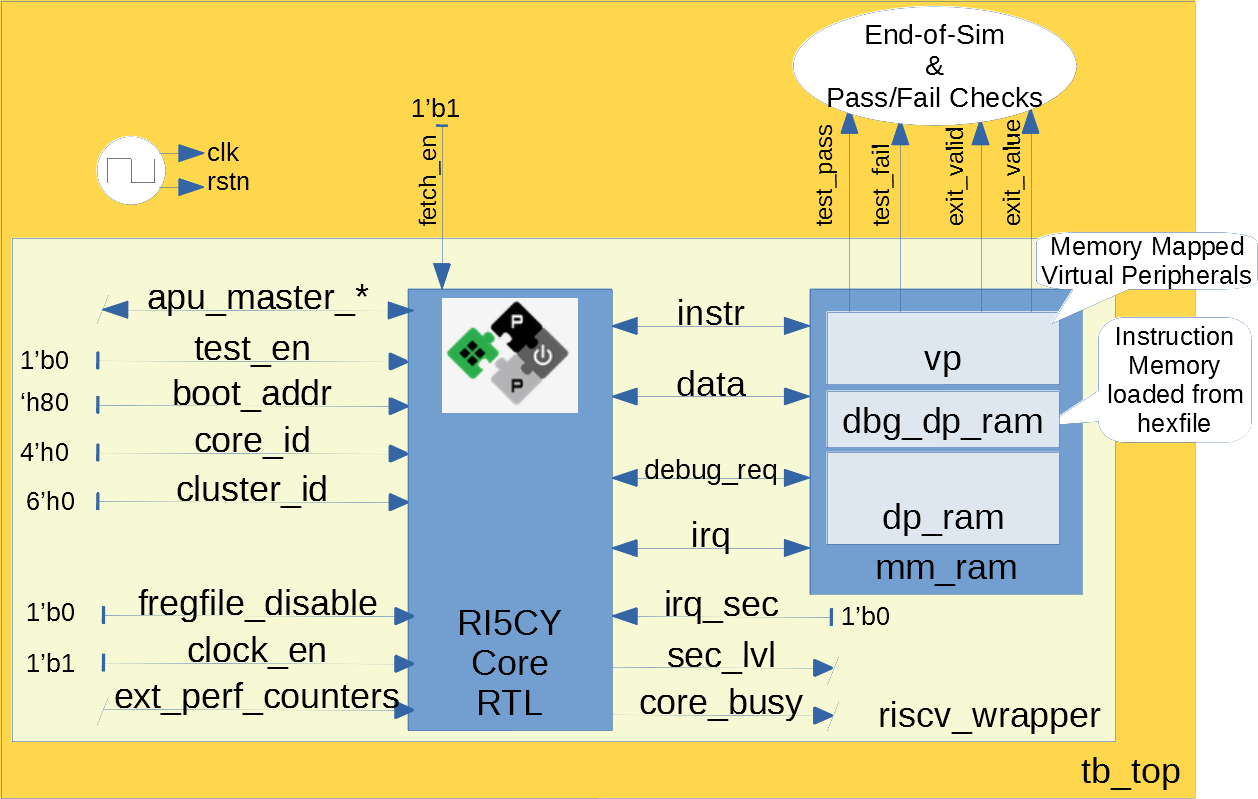 End-of-Sim
&
Pass/Fail Checks
1’b1
fetch_en
clk
rstn
test_pass
test_fail
exit_valid
exit_value
Memory Mapped
Virtual Peripherals
Instruction
Memory
loaded from
hexfile
apu_master_*
1’b0
test_en
‘h80
boot_addr
4’h0
core_id
6’h0
cluster_id
1’b0
fregfile_disable
1’b1
clock_en
ext_perf_counters
P
P
RI5CY
Core
RTL
instr
data
debug_req
irq
irq_sec
1’b0
sec_lvl
core_busy
vp
dbg_dp_ram
dp_ram
mm_ram
riscv_wrapper
tb_top